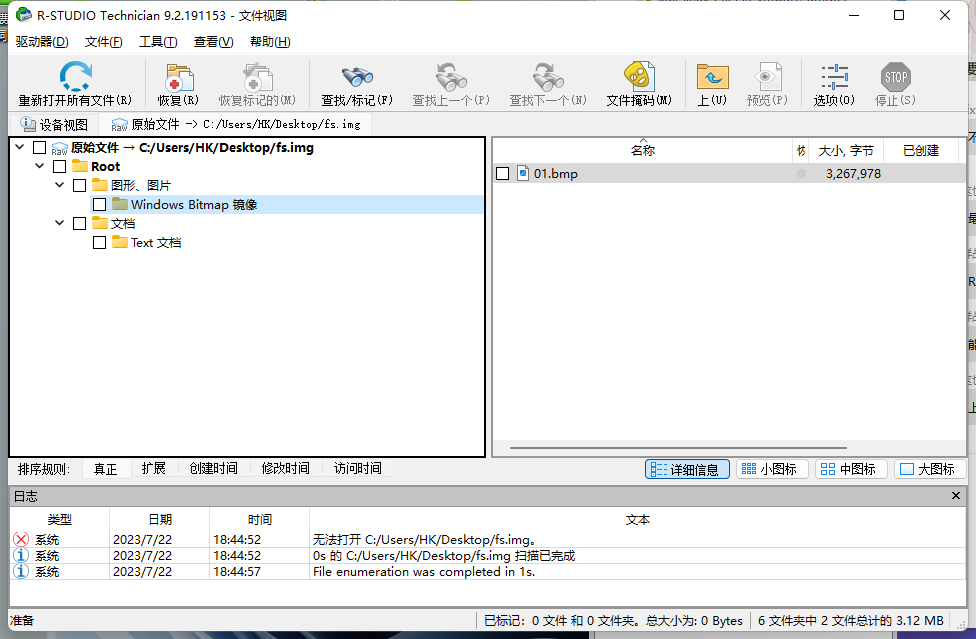 R-STUDIO Technician 9.2.191153 - 文件视图
驱动器(D) 文件(F) 工具(T) 查看(V) 帮助(H)
STOP
重新打开所有文件(R) 恢复(R) 恢复标记的(M) 查找/标记(F) 查找上一个(P) 查找下一个(N) 文件掩码(M) 上(U) 预览(P) 选项(O) 停止(S)
设备视图 RAW 原始文件 -> C:/Users/HK/Desktop/fs.img
RAW 原始文件 → C:/Users/HK/Desktop/fs.img
Root
图形、图片
Windows Bitmap 镜像
文档
Text 文档
名称 大小, 字节 已创建
01.bmp 3,267,978
排序规则: 真正 扩展 创建时间 修改时间 访问时间
详细信息 小图标 中图标 大图标
日志
类型 日期 时间 文本
系统 2023/7/22 18:44:52 无法打开 C:/Users/HK/Desktop/fs.img。
系统 2023/7/22 18:44:52 0s 的 C:/Users/HK/Desktop/fs.img 扫描已完成
系统 2023/7/22 18:44:57 File enumeration was completed in 1s.
准备 已标记: 0 文件 和 0 文件夹。总大小为: 0 Bytes 6 文件夹中 2 文件总计的 3.12 MB